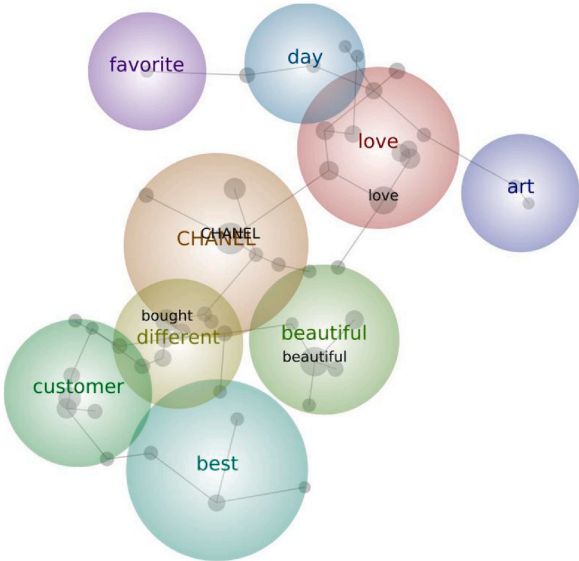 day
favorite
love
art
love
CHANEL
CHANEL
bought
different
beautiful
beautiful
customer
best